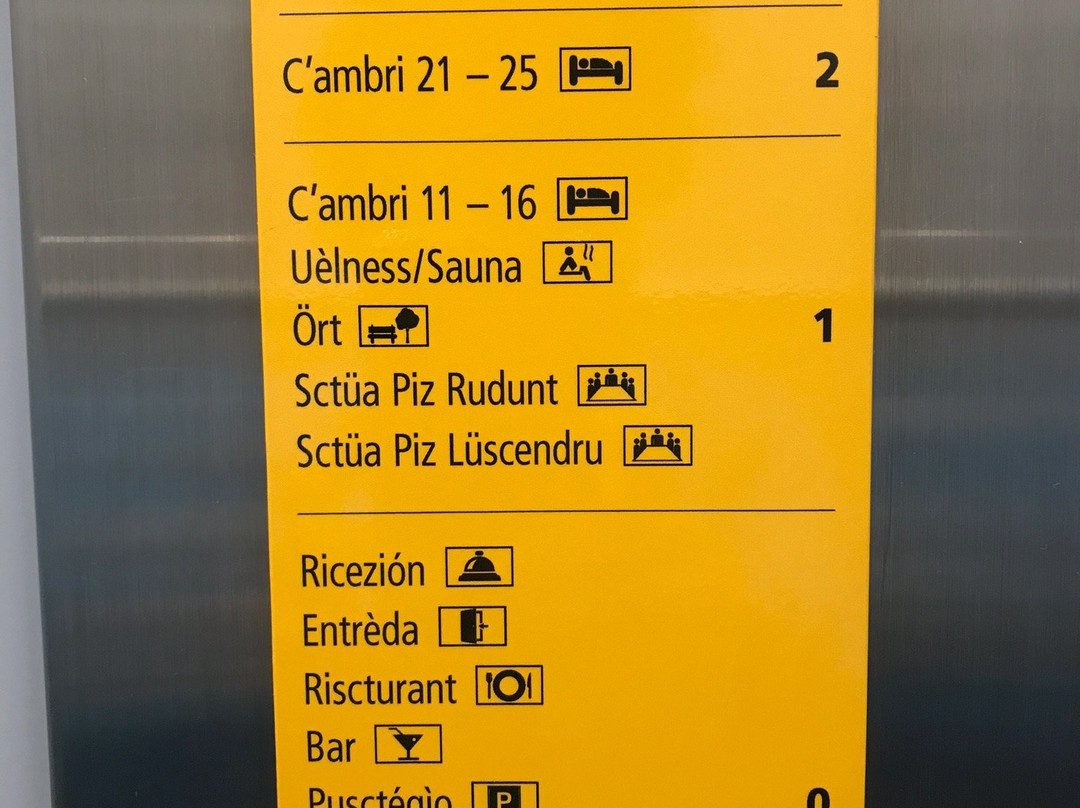 C'ambri 21 – 25 2
C'ambri 11 – 16
Uèlness/Sauna
Ört 1
Sctüa Piz Rudunt
Sctüa Piz Lüscendru
Ricezión
Entrèda
Riscturant
Bar
Pusctégìo P 0